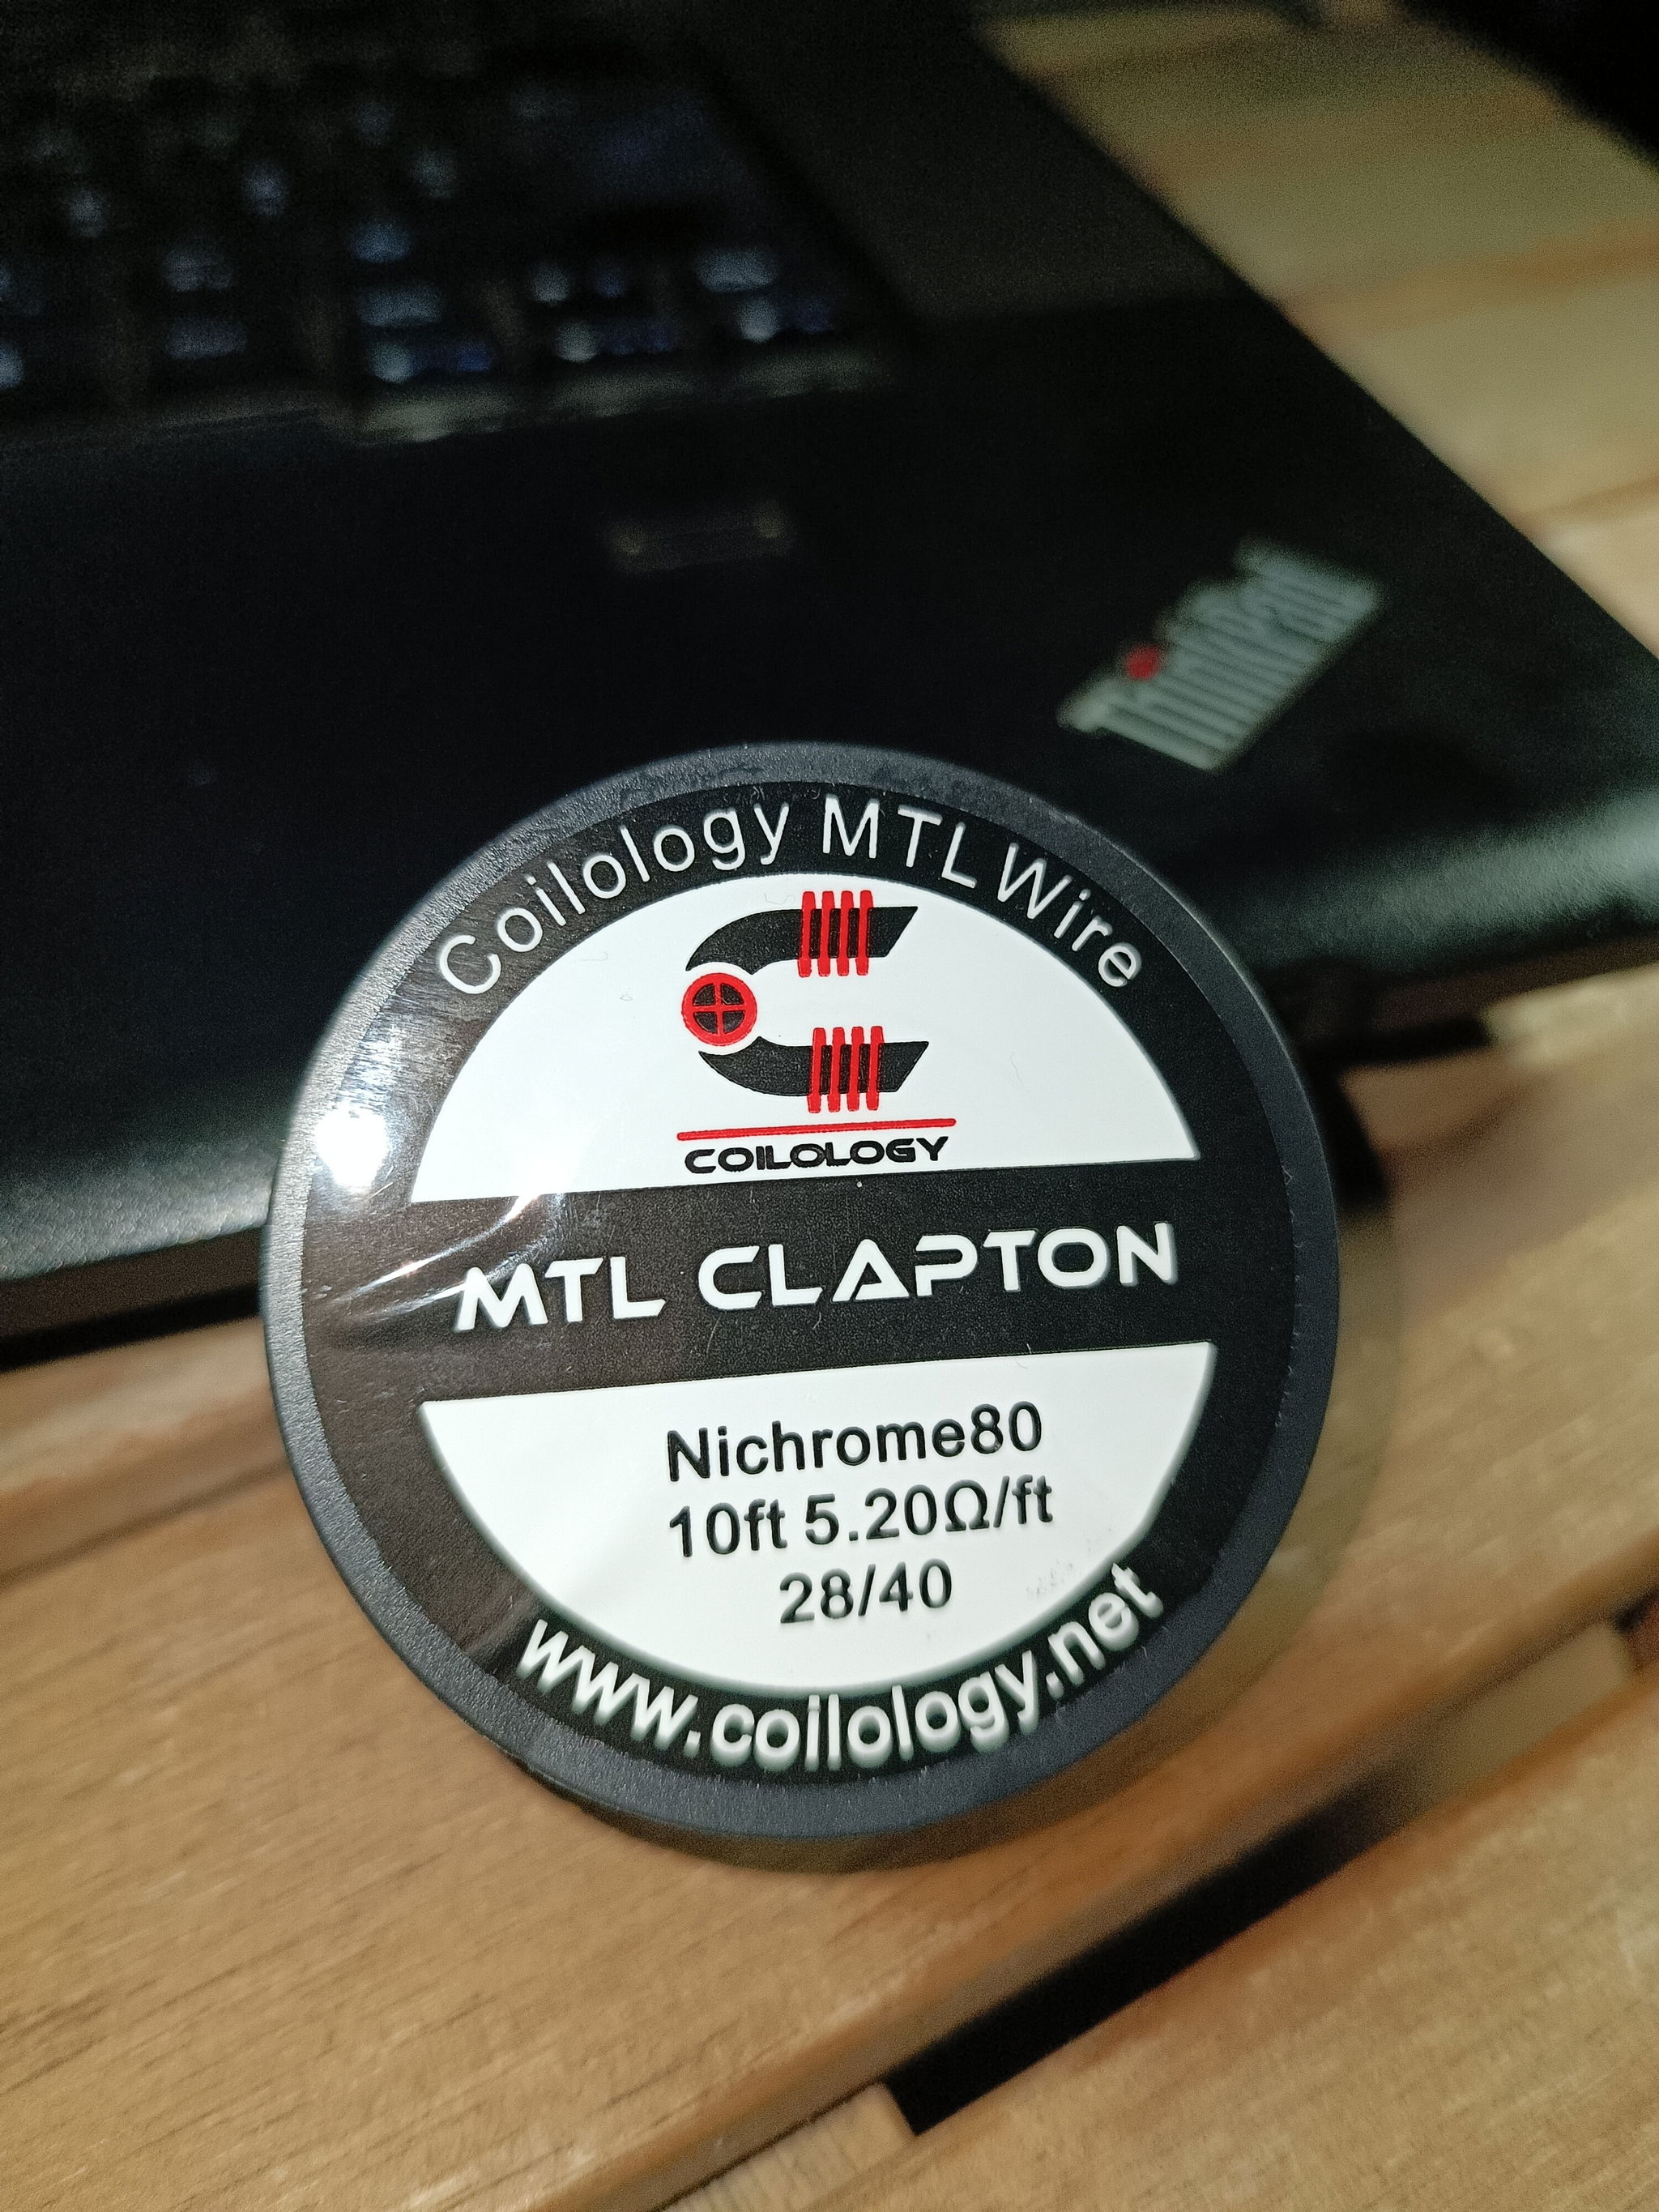 ThinkPad
Coilology MTL Wire
COILOLOGY
MTL CLAPTON
Nichrome80
10ft 5.20Ω/ft
28/40
www.coilology.net